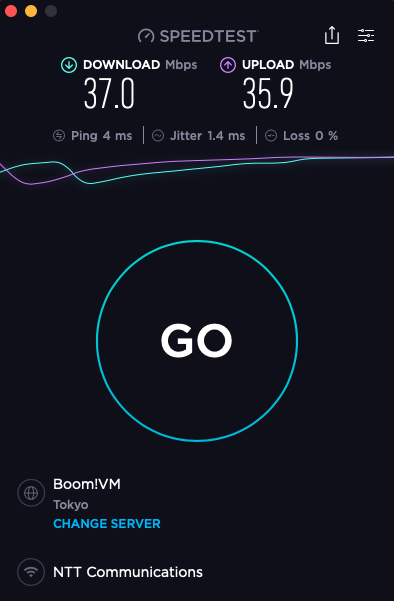 SPEEDTEST
DOWNLOAD Mbps UPLOAD Mbps
37.0 35.9
Ping 4 ms Jitter 1.4 ms Loss 0 %
GO
Boom!VM
Tokyo
CHANGE SERVER
NTT Communications